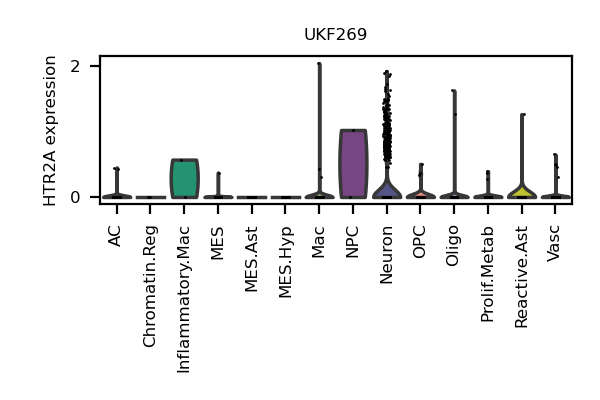 UKF269
HTR2A expression
2
0
AC
Chromatin.Reg
Inflammatory.Mac
MES
MES.Ast
MES.Hyp
Mac
NPC
Neuron
OPC
Oligo
Prolif.Metab
Reactive.Ast
Vasc